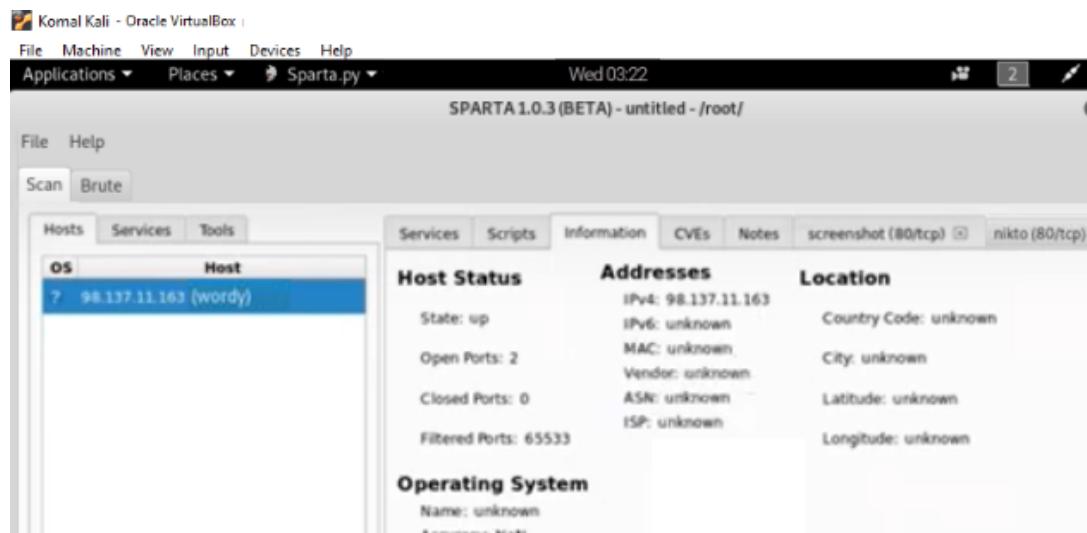 Komal Kali - Oracle VirtualBox
File Machine View Input Devices Help
Applications Places Sparta.py Wed 03:22 2
SPARTA 1.0.3 (BETA) - untitled - /root/
File Help
Scan Brute
Hosts Services Tools
OS Host
? 98.137.11.163 (wordy)
Services Scripts Information CVEs Notes screenshot (80/tcp) nikto (80/tcp)
Host Status
State: up
Open Ports: 2
Closed Ports: 0
Filtered Ports: 65533
Addresses
IPv4: 98.137.11.163
IPv6: unknown
MAC: unknown
Vendor: unknown
ASN: unknown
ISP: unknown
Location
Country Code: unknown
City: unknown
Latitude: unknown
Longitude: unknown
Operating System
Name: unknown